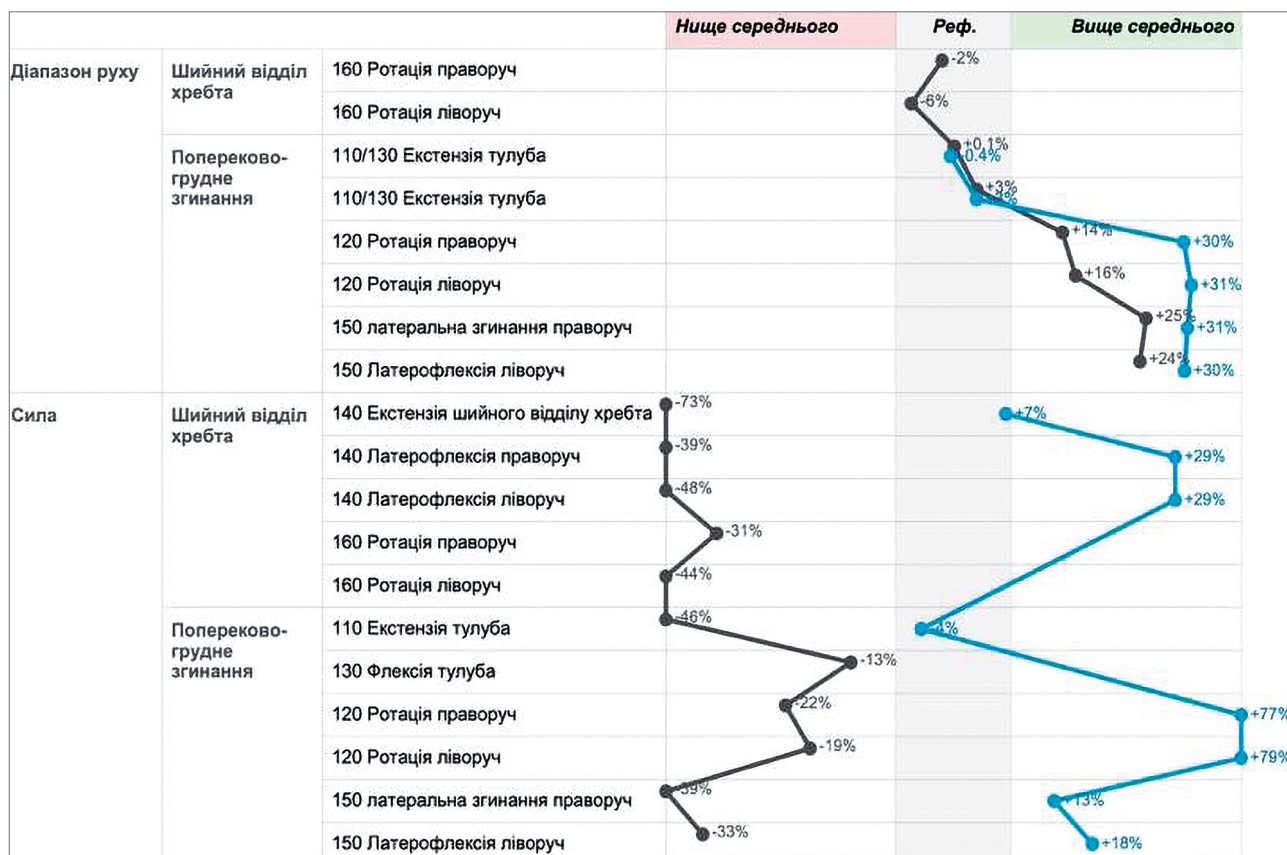 Нище середнього Реф. Вище середнього
Діапазон руху Шийний відділ хребта 160 Ротація праворуч -2%
160 Ротація ліворуч -6%
Попереково-грудне згинання 110/130 Екстензія тулуба +0.1% -0.4%
110/130 Екстензія тулуба +3%
120 Ротація праворуч +14% +30%
120 Ротація ліворуч +16% +31%
150 латеральна згинання праворуч +25% +31%
150 Латерофлексія ліворуч +24% +30%
Сила Шийний відділ хребта 140 Екстензія шийного відділу хребта -73% +7%
140 Латерофлексія праворуч -39% +29%
140 Латерофлексія ліворуч -48% +29%
160 Ротація праворуч -31%
160 Ротація ліворуч -44%
Попереково-грудне згинання 110 Екстензія тулуба -46% -4%
130 Флексія тулуба -13%
120 Ротація праворуч -22% +77%
120 Ротація ліворуч -19% +79%
150 латеральна згинання праворуч -39% +13%
150 Латерофлексія ліворуч -33% +18%